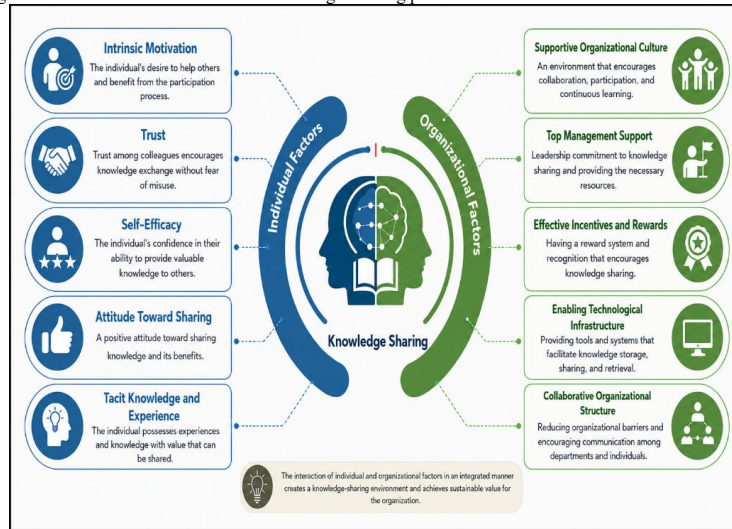 Intrinsic Motivation
The individual's desire to help others
and benefit from the participation
process.
Trust
Trust among colleagues encourages
knowledge exchange without fear
of misuse.
Self-Efficacy
The individual's confidence in their
ability to provide valuable
knowledge to others.
Attitude Toward Sharing
A positive attitude toward sharing
knowledge and its benefits.
Tacit Knowledge and
Experience
The individual possesses experiences
and knowledge with value that can
be shared.
Individual Factors
Knowledge Sharing
Organizational Factors
Supportive Organizational Culture
An environment that encourages
collaboration, participation, and
continuous learning.
Top Management Support
Leadership commitment to knowledge
sharing and providing the necessary
resources.
Effective Incentives and Rewards
Having a reward system and
recognition that encourages
knowledge sharing.
Enabling Technological
Infrastructure
Providing tools and systems that
facilitate knowledge storage,
sharing, and retrieval.
Collaborative Organizational
Structure
Reducing organizational barriers and
encouraging communication among
departments and individuals.
The interaction of individual and organizational factors in an integrated manner
creates a knowledge-sharing environment and achieves sustainable value for
the organization.